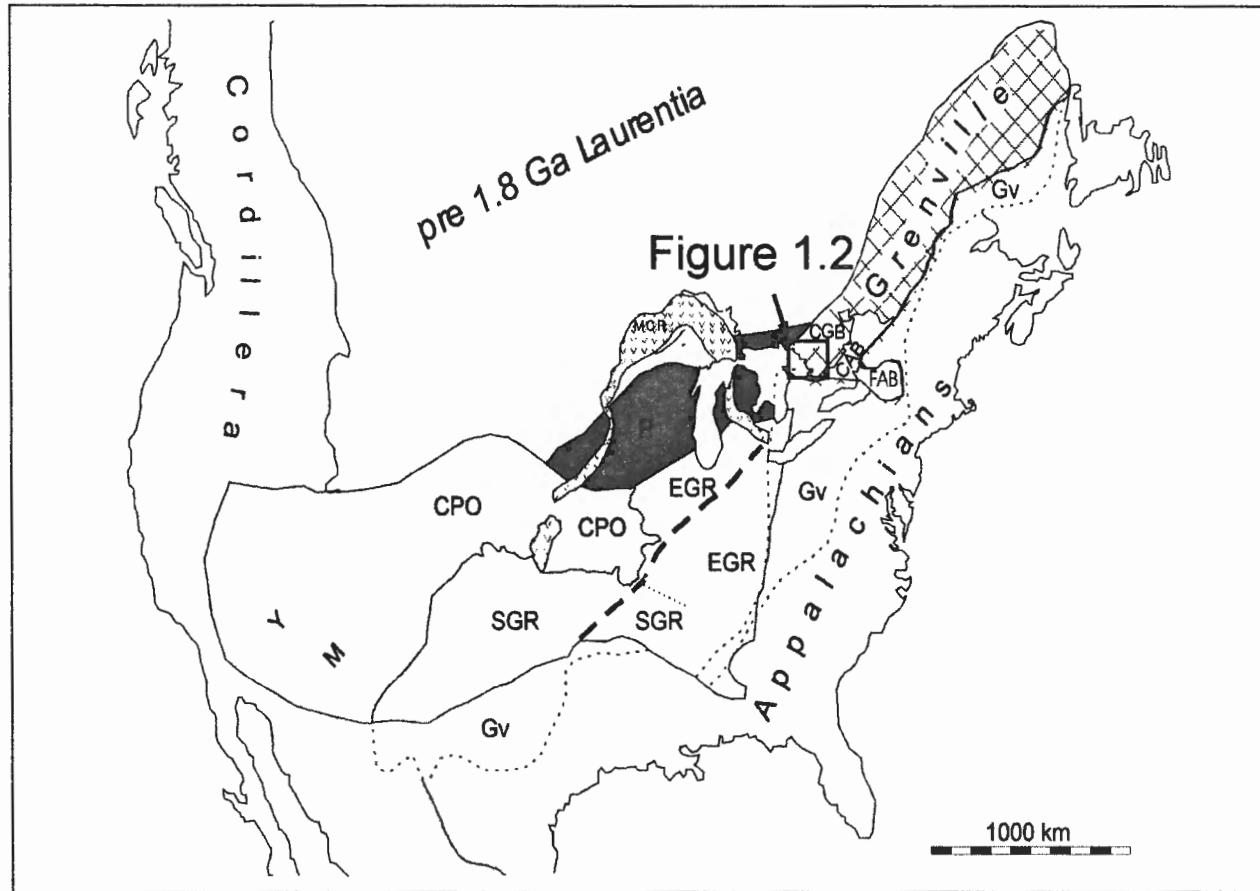 Cordillera
pre 1.8 Ga Laurentia
Grenville
Gv
Figure 1.2
MCR
CGB
CAB
FAB
P
EGR
Gv
CPO
CPO
EGR
SGR
SGR
Y
M
Appalachians
Gv
1000 km